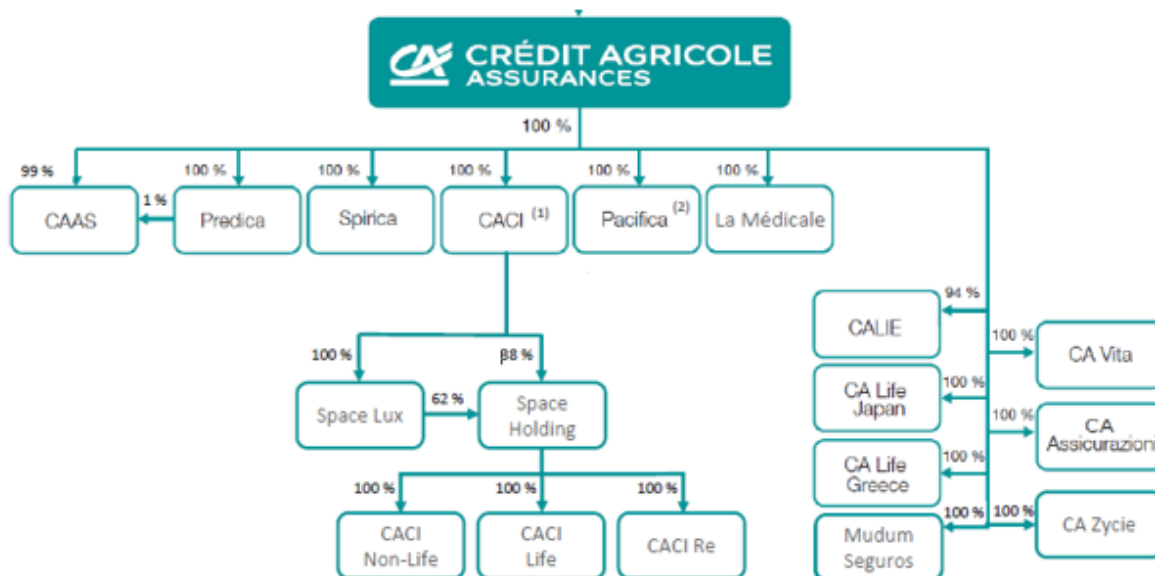 CA CRÉDIT AGRICOLE
ASSURANCES
100 %
99 %
100 %
100 %
100 %
100 %
100 %
CAAS
1 %
Predica
Spirica
CACI (1)
Pacifica (2)
La Médicale
100 %
β8 %
Space Lux
62 %
Space
Holding
100 %
100 %
100 %
CACI
Non-Life
CACI
Life
CACI Re
94 %
CALIE
100 %
CA Vita
100 %
CA Life
Japan
100 %
CA
Assicurazioni
100 %
CA Life
Greece
100 %
100 %
Mudum
Seguros
CA Zycie